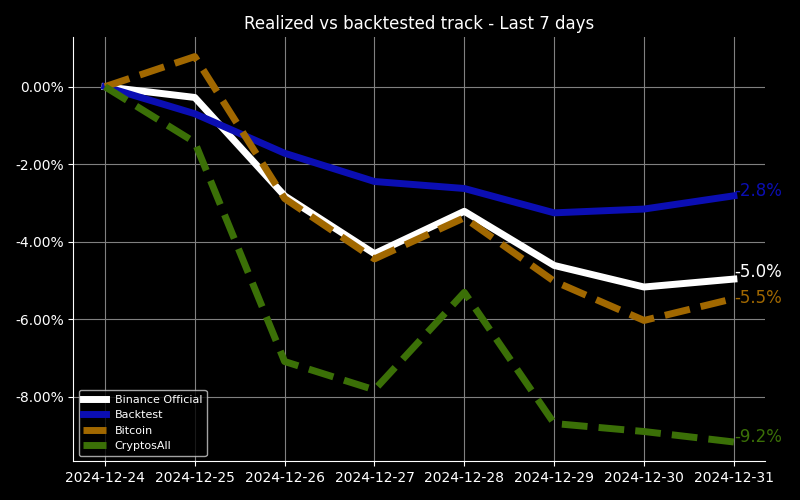 Realized vs backtested track - Last 7 days
0.00%
-2.00%
-4.00%
-6.00%
-8.00%
-2.8%
-5.0%
-5.5%
-9.2%
Binance Official
Backtest
Bitcoin
CryptosAll
2024-12-24 2024-12-25 2024-12-26 2024-12-27 2024-12-28 2024-12-29 2024-12-30 2024-12-31